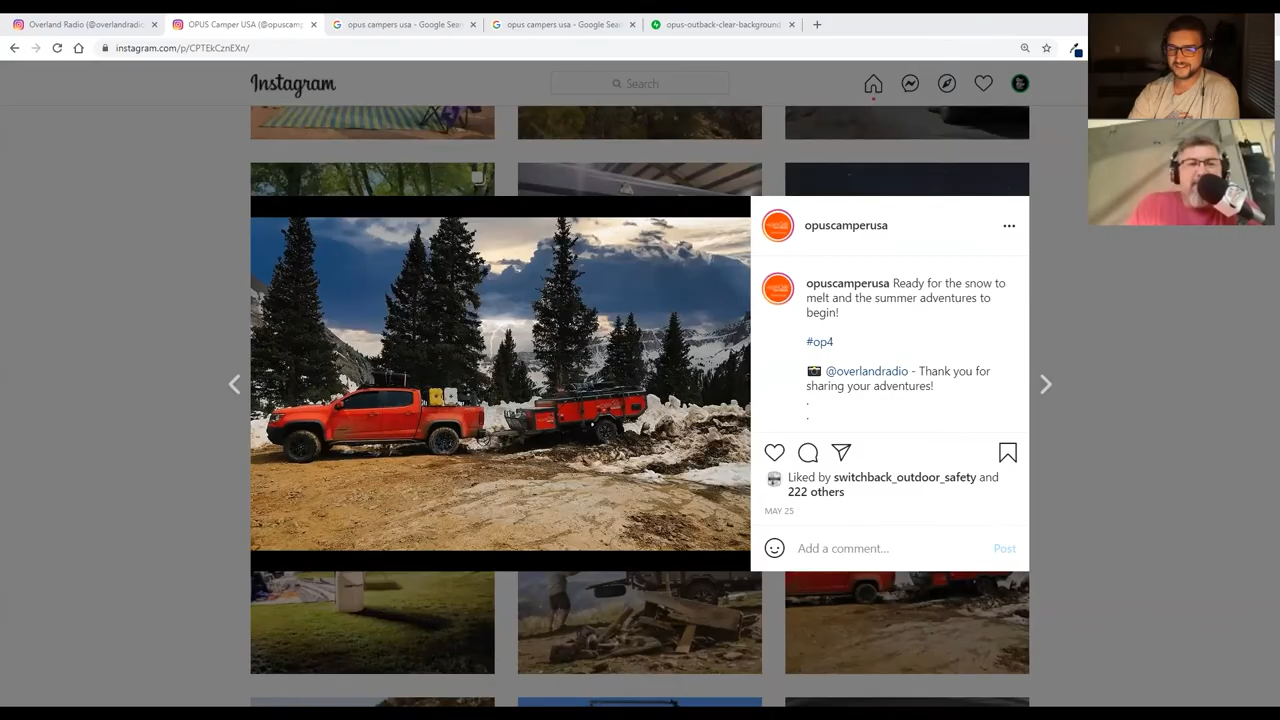 Overland Radio (@overlandradio
OPUS Camper USA (@opuscamp
opus campers usa - Google Sea
opus campers usa - Google Sea
opus-outback-clear-background
instagram.com/p/CPTEkCznEXn/
Instagram
Search
opuscamperusa
opuscamperusa Ready for the snow to
melt and the summer adventures to
begin!
#op4
📸 @overlandradio - Thank you for
sharing your adventures!
.
.
Liked by switchback_outdoor_safety and
222 others
MAY 25
Add a comment...
Post